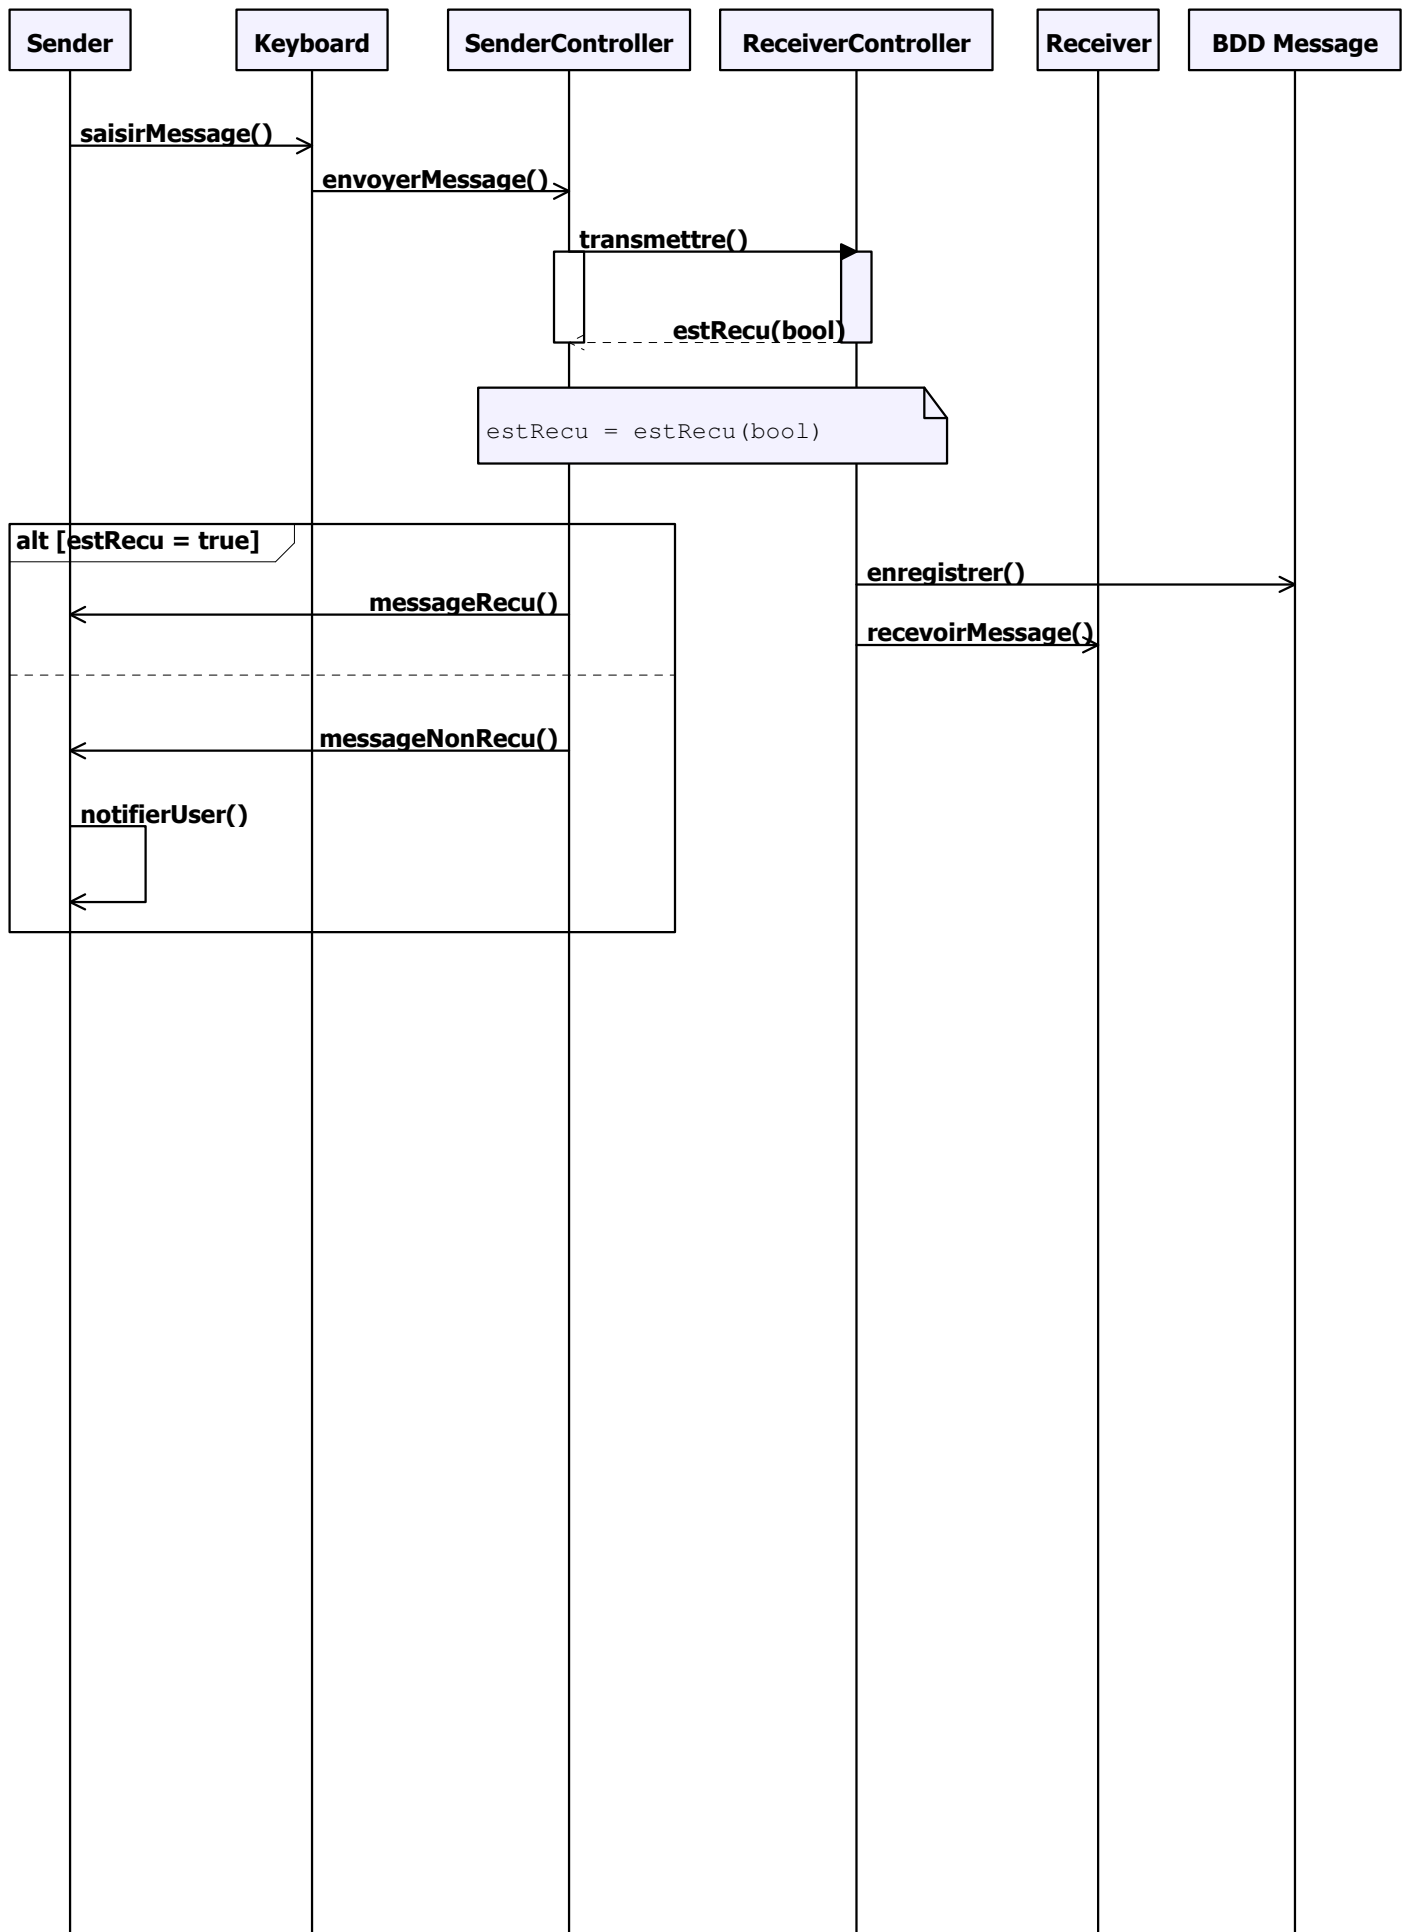 Sender
Keyboard
SenderController
ReceiverController
Receiver
BDD Message
saisirMessage()
envoyerMessage()
transmettre()
estRecu(bool)
estRecu = estRecu(bool)
alt [estRecu = true]
enregistrer()
messageRecu()
recevoirMessage()
messageNonRecu()
notifierUser()